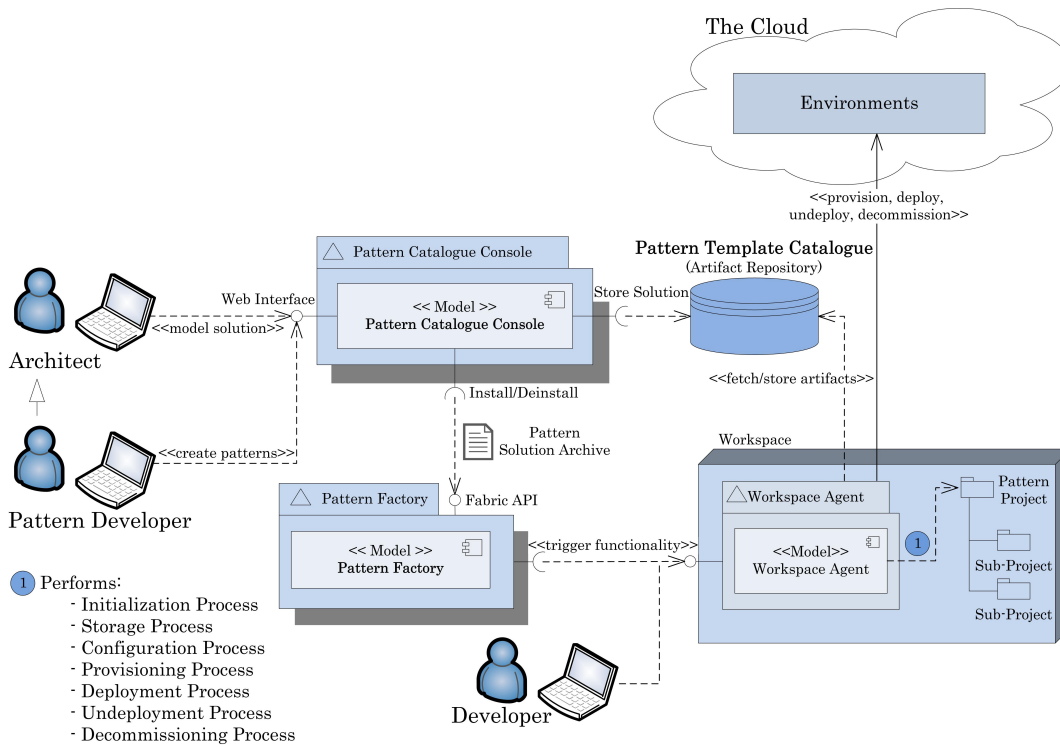 The Cloud
Environments
<<provision, deploy,
undeploy, decommission>>
Pattern Catalogue Console
Pattern Template Catalogue
(Artifact Repository)
Web Interface
<< Model >>
Pattern Catalogue Console
Store Solution
<<model solution>>
Architect
<<fetch/store artifacts>>
Install/Deinstall
Pattern
Solution Archive
Workspace
<<create patterns>>
Pattern Developer
Pattern Factory
Fabric API
Workspace Agent
Pattern
Project
<< Model >>
Pattern Factory
<<trigger functionality>>
<<Model>>
Workspace Agent
1
Sub-Project
Sub-Project
1 Performs:
- Initialization Process
- Storage Process
- Configuration Process
- Provisioning Process
- Deployment Process
- Undeployment Process
- Decommissioning Process
Developer